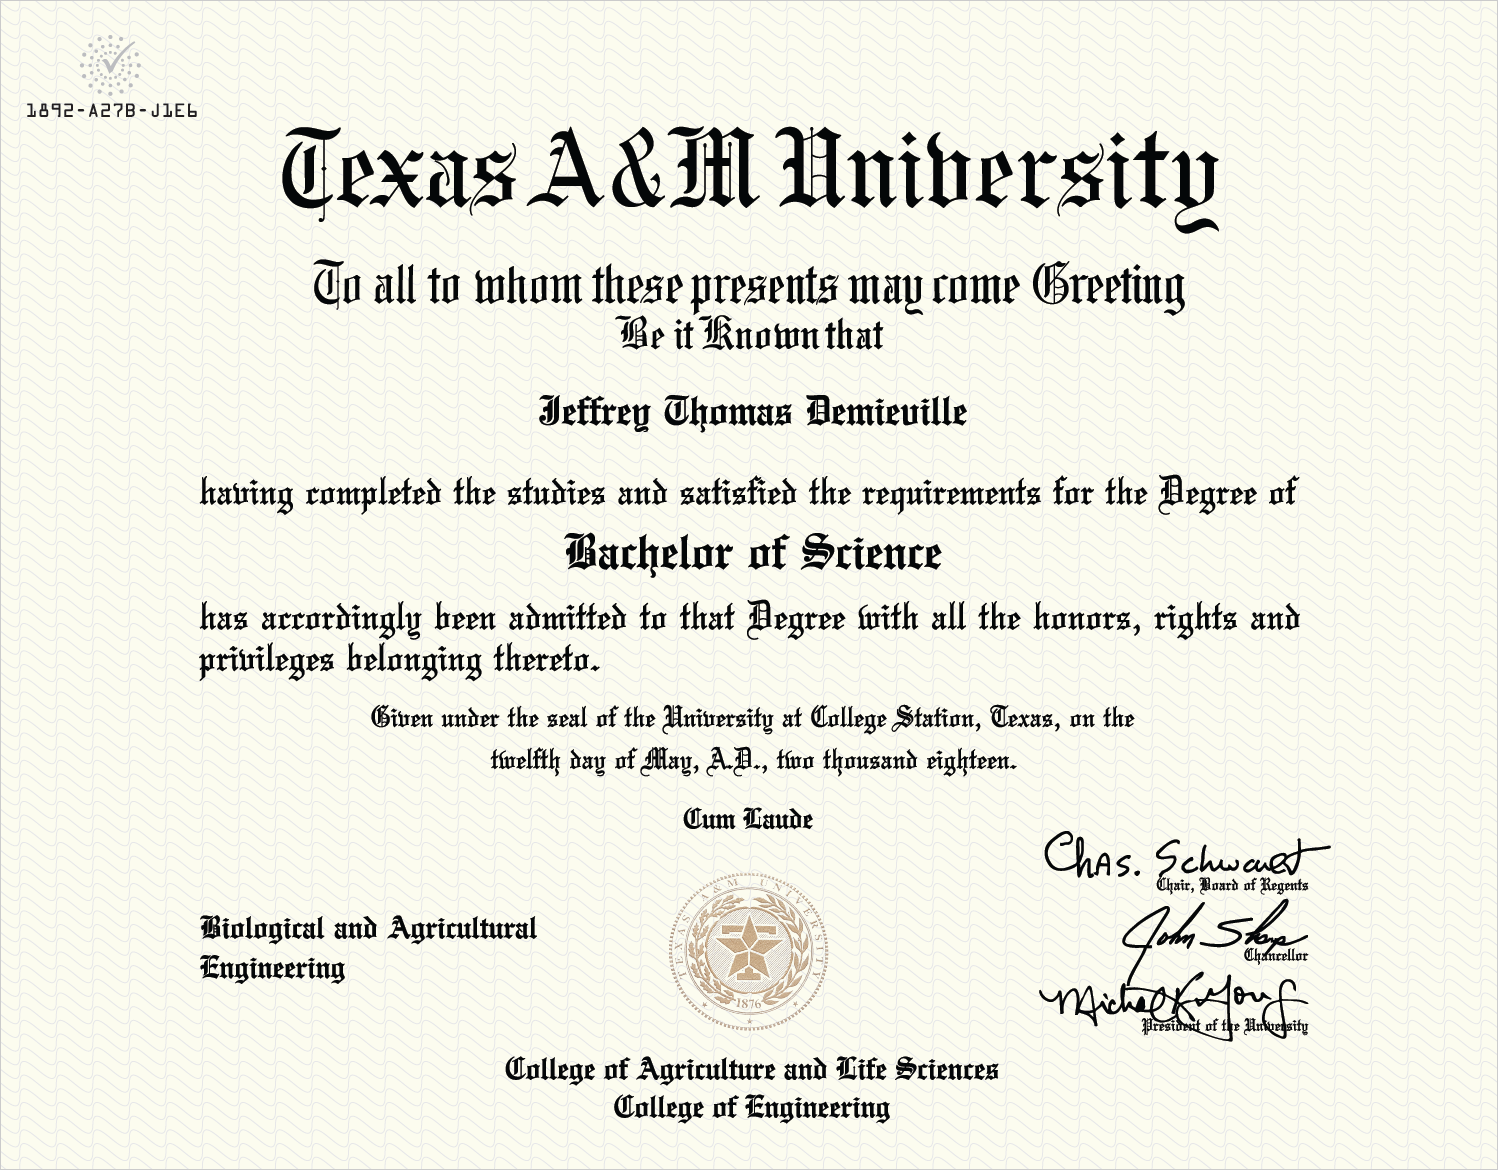 1892-A27B-J1E6
Texas A&M University
To all to whom these presents may come Greeting
Be it Known that
Jeffrey Thomas Demieville
having completed the studies and satisfied the requirements for the Degree of
Bachelor of Science
has accordingly been admitted to that Degree with all the honors, rights and
privileges belonging thereto.
Given under the seal of the University at College Station, Texas, on the
twelfth day of May, A.D., two thousand eighteen.
Cum Laude
Chas. Schwartz
Chair, Board of Regents
John Sharp
Chancellor
Michael K Young
President of the University
Biological and Agricultural
Engineering
TEXAS A&M UNIVERSITY
1876
College of Agriculture and Life Sciences
College of Engineering